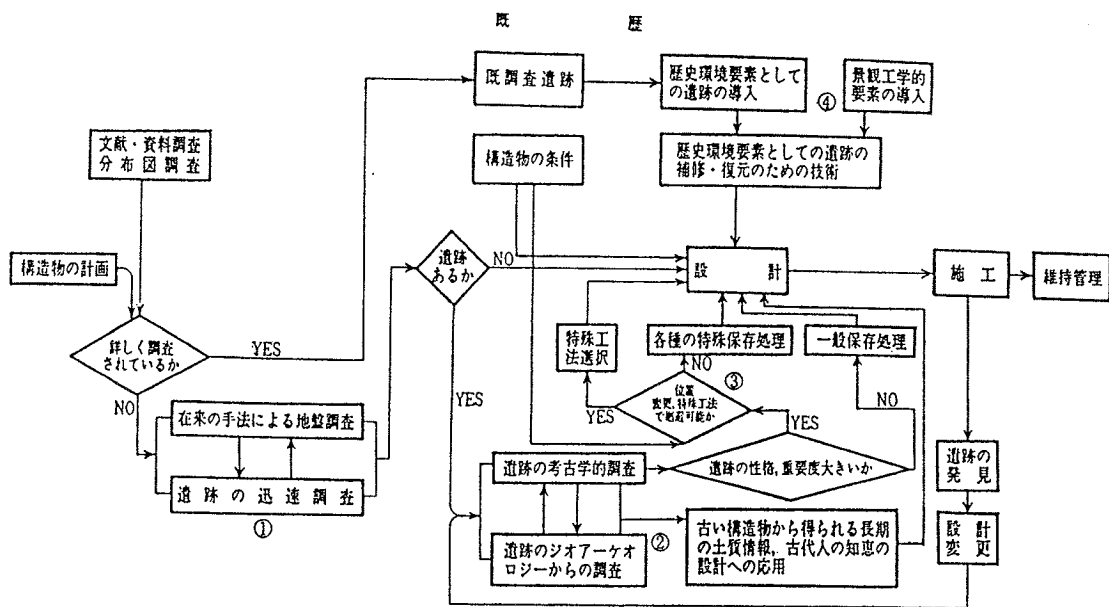 既　歴
既調査遺跡
歴史環境要素として
の遺跡の導入
④
景観工学的
要素の導入
文献・資料調査
分布図調査
構造物の条件
歴史環境要素としての遺跡の
補修・復元のための技術
構造物の計画
遺跡
あるか
NO
設計
施工
維持管理
詳しく調査
されているか
YES
特殊工
法選択
各種の特殊保存処理
一般保存処理
NO
YES
NO
③
位置
変更,特殊工法
で廻避可能か
YES
NO
YES
在来の手法による地盤調査
遺跡の迅速調査
①
遺跡の考古学的調査
遺跡の性格,重要度大きいか
遺跡の
発見
②
遺跡のジオアーケオ
ロジーからの調査
古い構造物から得られる長期
の土質情報,古代人の知恵の
設計への応用
設計
変更